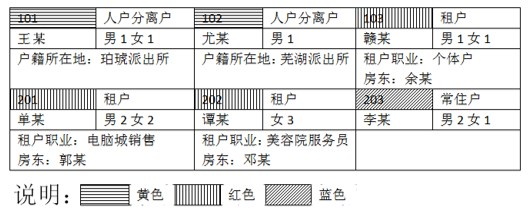 101 人户分离户 102 人户分离户 103 租户
王某 男1女1 尤某 男1 赣某 男1女1
户籍所在地：珀琥派出所 户籍所在地：芜湖派出所 租户职业：个体户
房东：余某
201 租户 202 租户 203 常住户
单某 男2女2 谭某 女3 李某 男2女1
租户职业：电脑城销售 租户职业：美容院服务员
房东：郭某 房东：邓某
说明： 黄色 红色 蓝色